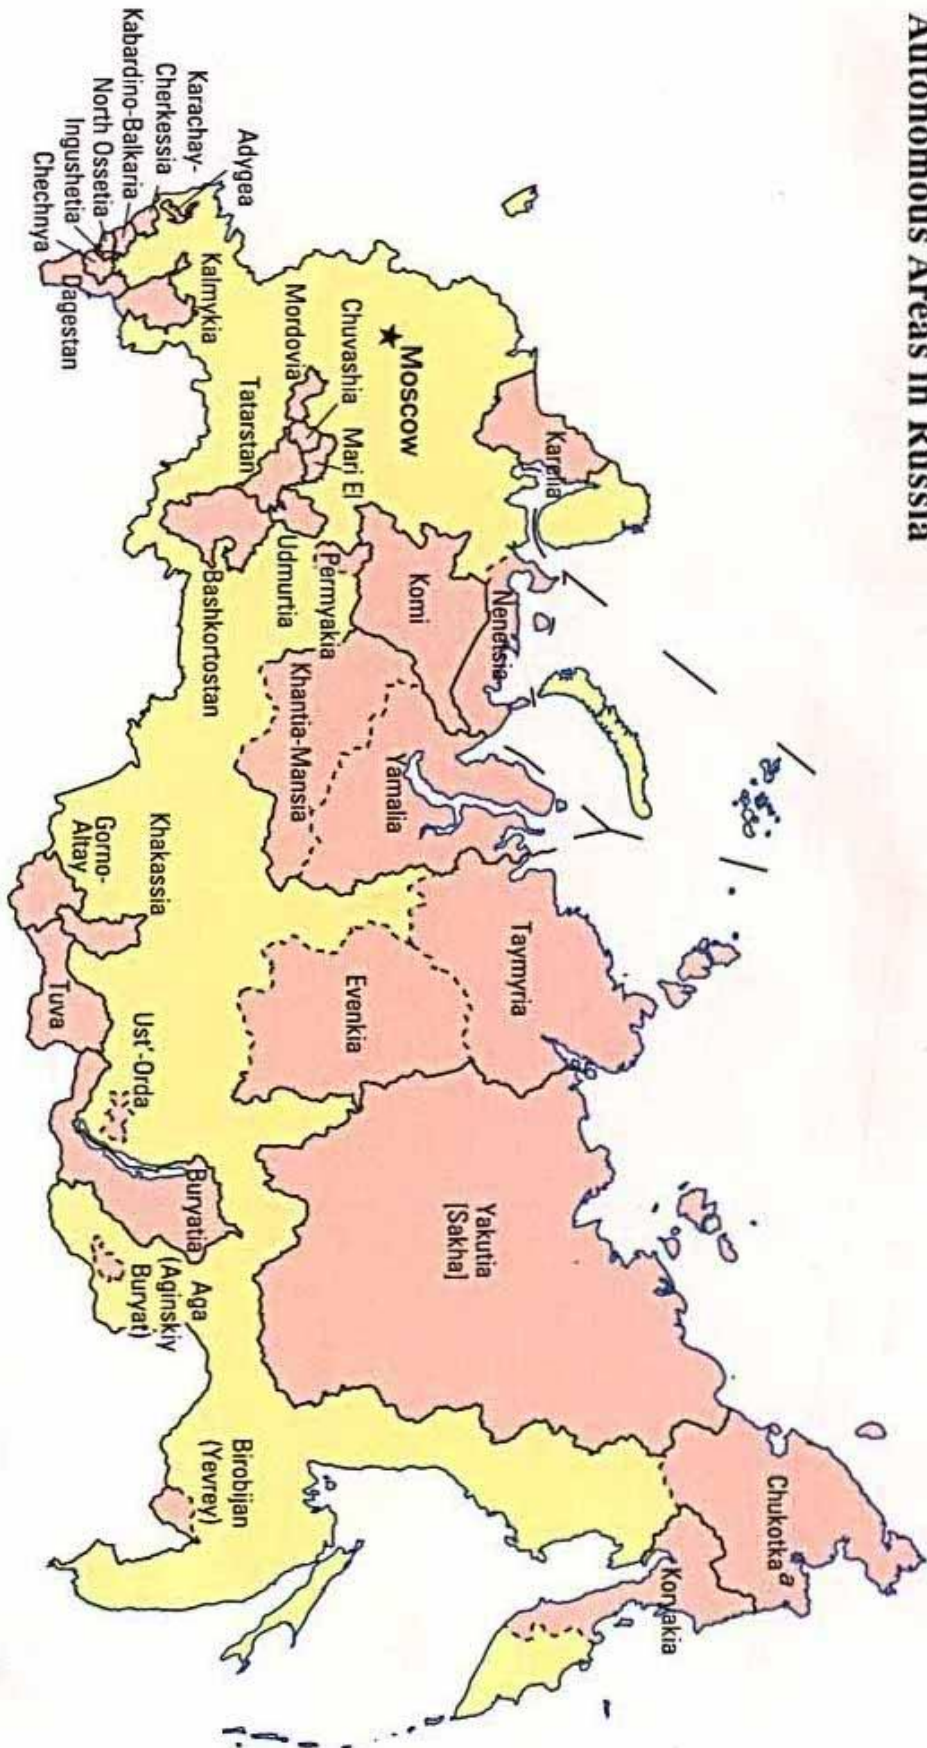 Autonomous Areas in Russia
Karelia
Moscow
Nenetsia
Komi
Permyakia
Udmurtia
Mari El
Chuvashia
Mordovia
Tatarstan
Bashkortostan
Adygea
Karachay-
Cherkessia
Kabardino-Balkaria
North Ossetia
Ingushetia
Chechnya
Dagestan
Kalmykia
Yamalia
Khantia-Mansia
Taymyria
Evenkia
Khakassia
Gorno-
Altay
Tuva
Ust'-Orda
Buryatia
Aga
(Aginskiy
Buryat)
Yakutia
[Sakha]
Birobijan
(Yevrey)
Chukotka a
Koryakia